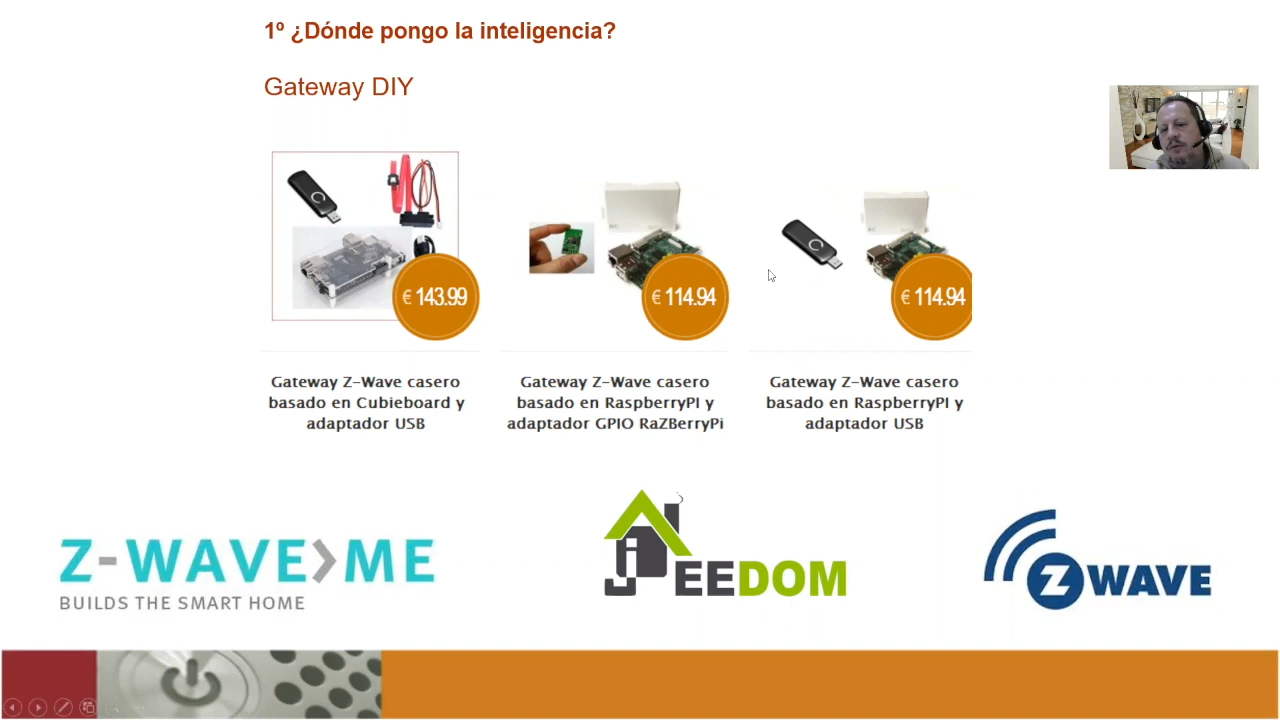 1º ¿Dónde pongo la inteligencia?
Gateway DIY
€ 143.99
€ 114.94
€ 114.94
Gateway Z-Wave casero
basado en Cubieboard y
adaptador USB
Gateway Z-Wave casero
basado en RaspberryPI y
adaptador GPIO RaZBerryPi
Gateway Z-Wave casero
basado en RaspberryPI y
adaptador USB
Z-WAVE>ME
BUILDS THE SMART HOME
jEEDOM
Z WAVE